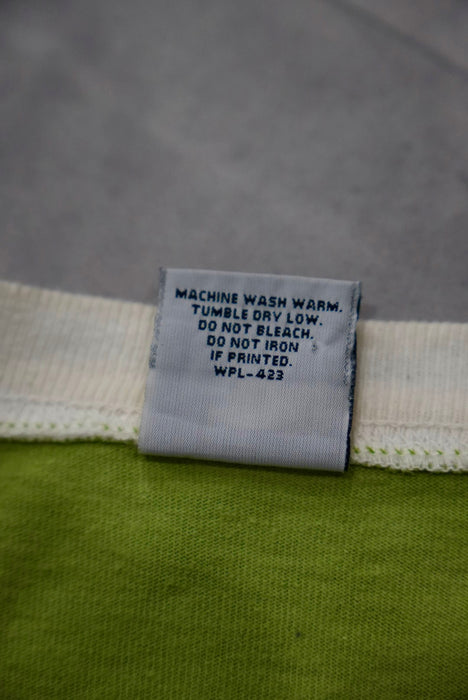 MACHINE WASH WARM.
TUMBLE DRY LOW.
DO NOT BLEACH.
DO NOT IRON
IF PRINTED.
WPL-423